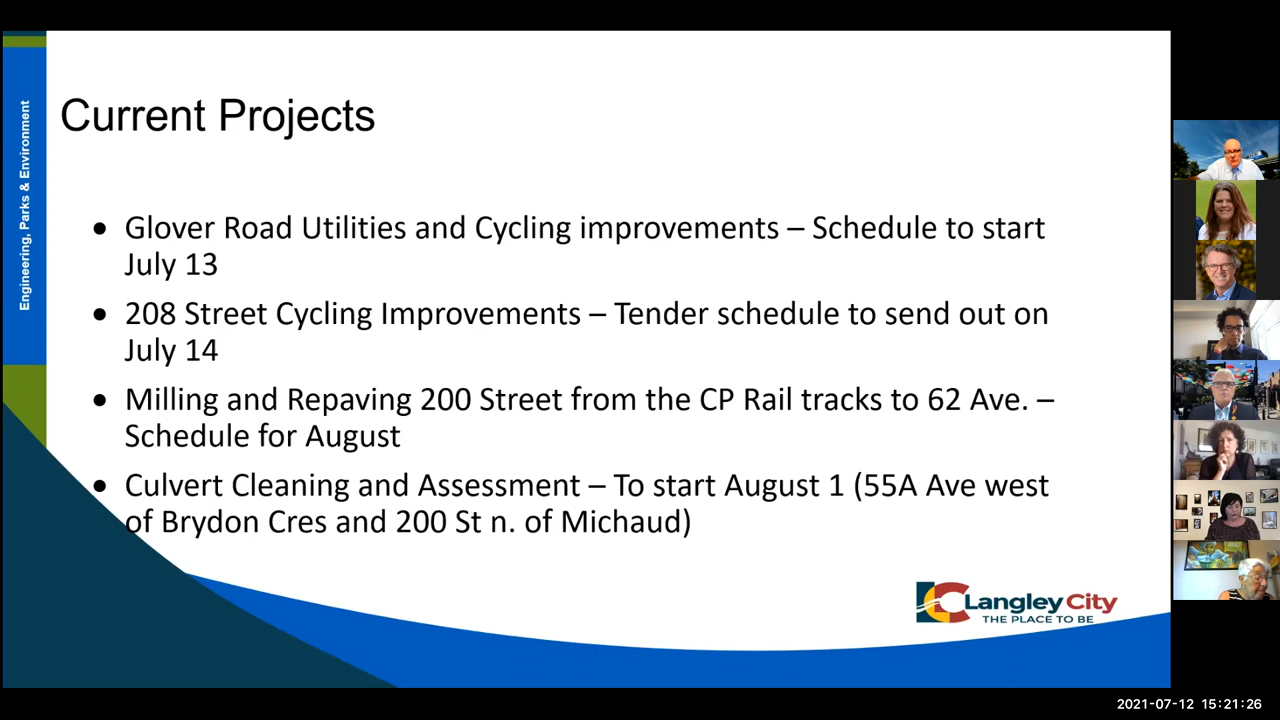 Engineering, Parks & Environment
Current Projects
• Glover Road Utilities and Cycling improvements – Schedule to start
July 13
• 208 Street Cycling Improvements – Tender schedule to send out on
July 14
• Milling and Repaving 200 Street from the CP Rail tracks to 62 Ave. –
Schedule for August
• Culvert Cleaning and Assessment – To start August 1 (55A Ave west
of Brydon Cres and 200 St n. of Michaud)
LC Langley City
THE PLACE TO BE
2021-07-12 15:21:26